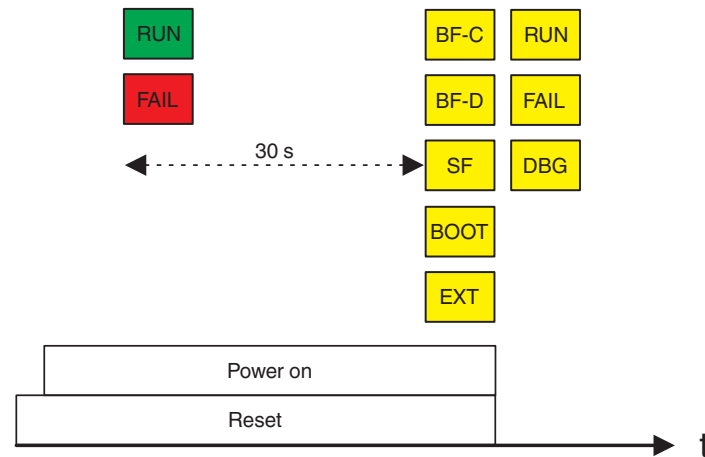 RUN BF-C RUN
FAIL BF-D FAIL
30 s SF DBG
BOOT
EXT
Power on
Reset
t